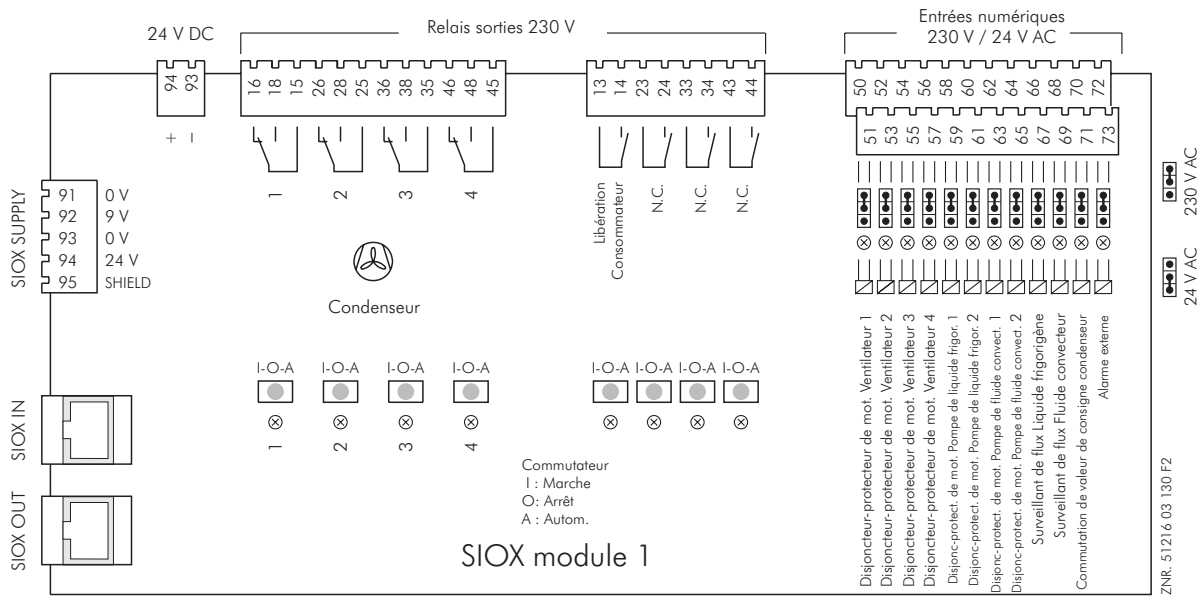 24 V DC
Relais sorties 230 V
Entrées numériques
230 V / 24 V AC
94 93
16 18 15 26 28 25 36 38 35 46 48 45
13 14 23 24 33 34 43 44
50 52 54 56 58 60 62 64 66 68 70 72
51 53 55 57 59 61 63 65 67 69 71 73
+ –
1 2 3 4
Libération
Consommateur
N.C.
N.C.
N.C.
230 V AC
24 V AC
SIOX SUPPLY
91 0 V
92 9 V
93 0 V
94 24 V
95 SHIELD
Condenseur
I-O-A I-O-A I-O-A I-O-A
I-O-A I-O-A I-O-A I-O-A
1 2 3 4
SIOX IN
SIOX OUT
Commutateur
I : Marche
O: Arrêt
A : Autom.
SIOX module 1
Disjoncteur-protecteur de mot. Ventilateur 1
Disjoncteur-protecteur de mot. Ventilateur 2
Disjoncteur-protecteur de mot. Ventilateur 3
Disjoncteur-protecteur de mot. Ventilateur 4
Disjonc-protect. de mot. Pompe de liquide frigor. 1
Disjonc-protect. de mot. Pompe de liquide frigor. 2
Disjonc-protect. de mot. Pompe de fluide convect. 1
Disjonc-protect. de mot. Pompe de fluide convect. 2
Surveillant de flux Liquide frigorigène
Surveillant de flux Fluide convecteur
Commutation de valeur de consigne condenseur
Alarme externe
ZNR. 51216 03 130 F2